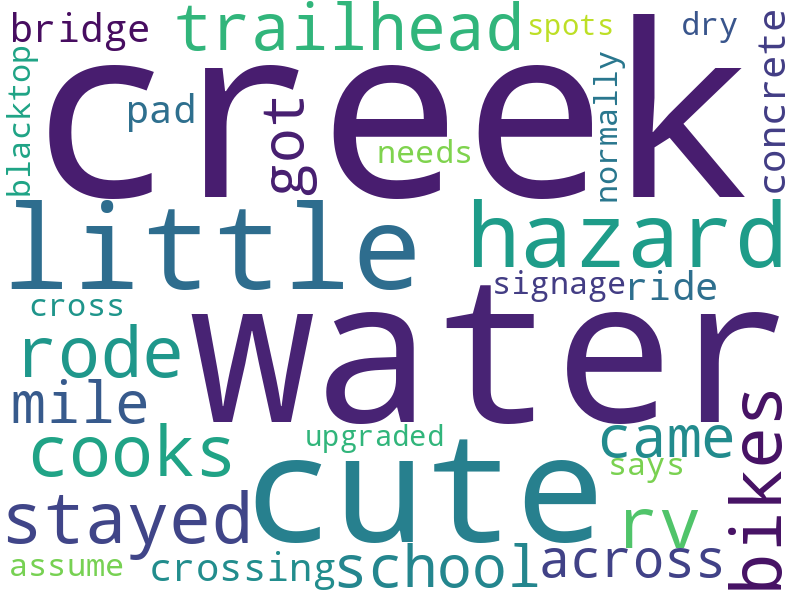 bridge
trailhead
spots
dry
concrete
blacktop
creek
pad
got
needs
normally
little
hazard
cross
signage
ride
water
rode
mile
bikes
cooks
upgraded
came
cute
says
stayed
rv
assume
crossing
school
across